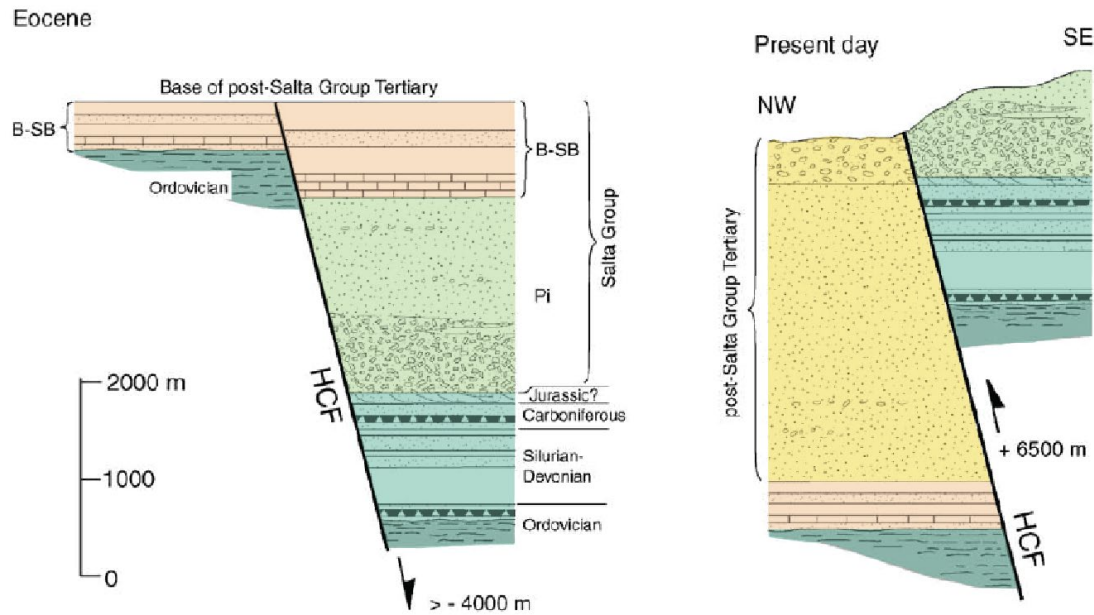 Eocene
Base of post-Salta Group Tertiary
B-SB
Ordovician
B-SB
Salta Group
Pi
HCF
Jurassic?
Carboniferous
Silurian-
Devonian
Ordovician
2000 m
1000
0
> - 4000 m
Present day
SE
NW
post-Salta Group Tertiary
+ 6500 m
HCF